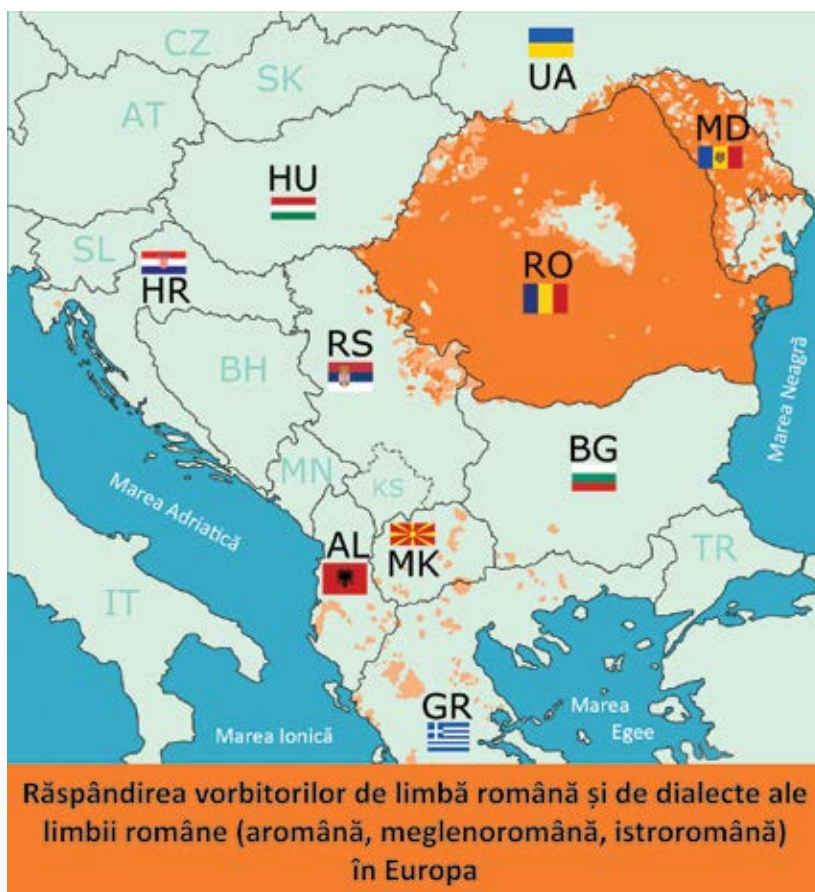 CZ
SK
UA
AT
MD
HU
SL
HR
RO
RS
BH
Marea Neagră
MN
KS
BG
Marea Adriatică
AL
MK
TR
IT
GR
Marea
Egee
Marea Ionică
Răspândirea vorbitorilor de limbă română și de dialecte ale
limbii române (aromână, meglenoromână, istroromână)
în Europa